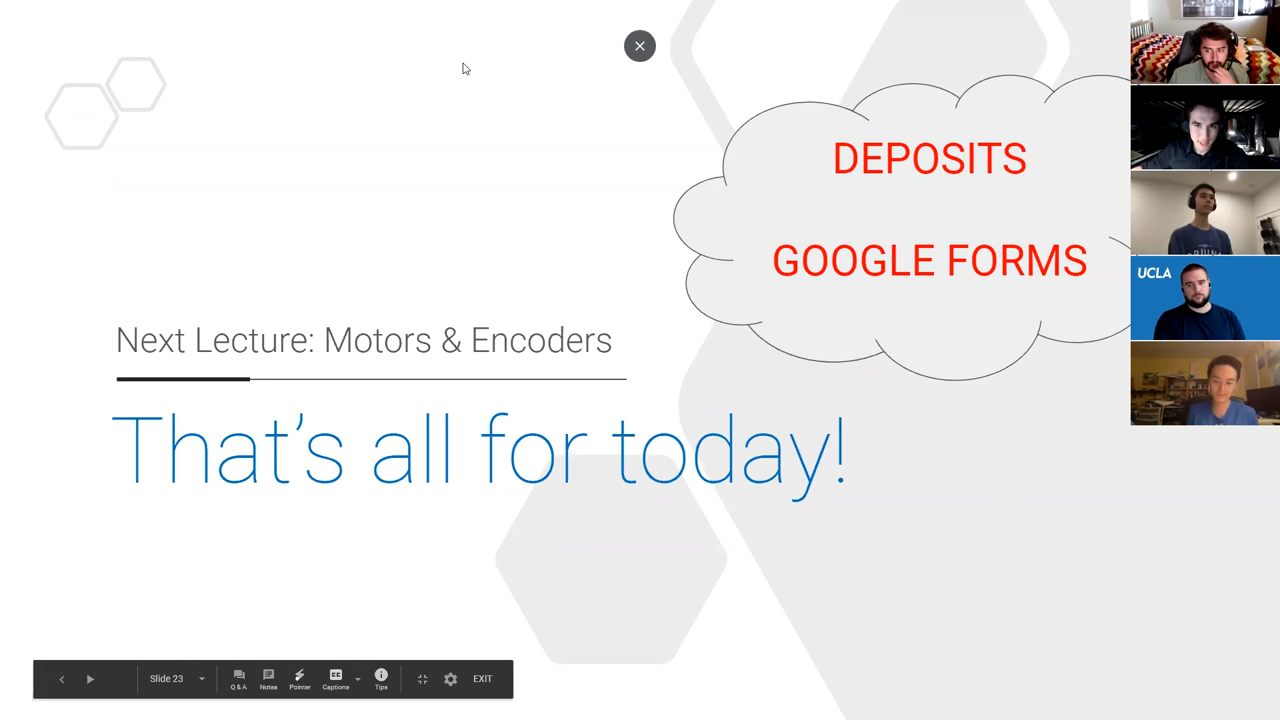 DEPOSITS
GOOGLE FORMS
UCLA
Next Lecture: Motors & Encoders
That's all for today!
Slide 23
Q & A
Notes
Pointer
CC
Captions
Tips
EXIT